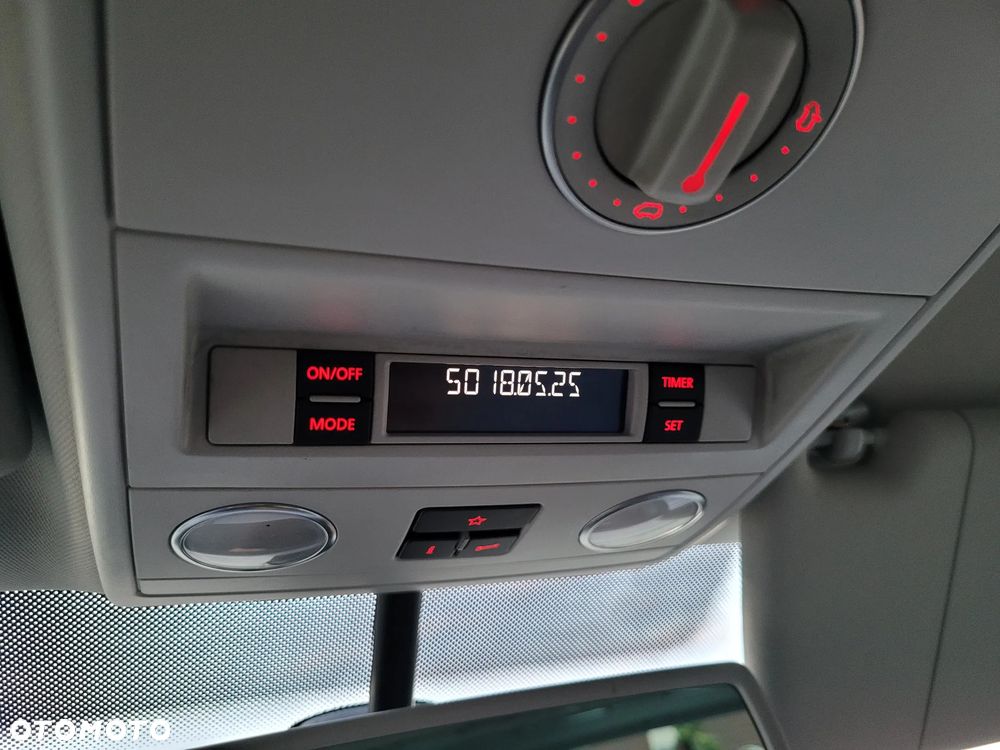 ON/OFF
MODE
SO 18.05.25
TIMER
SET
OTOMOTO